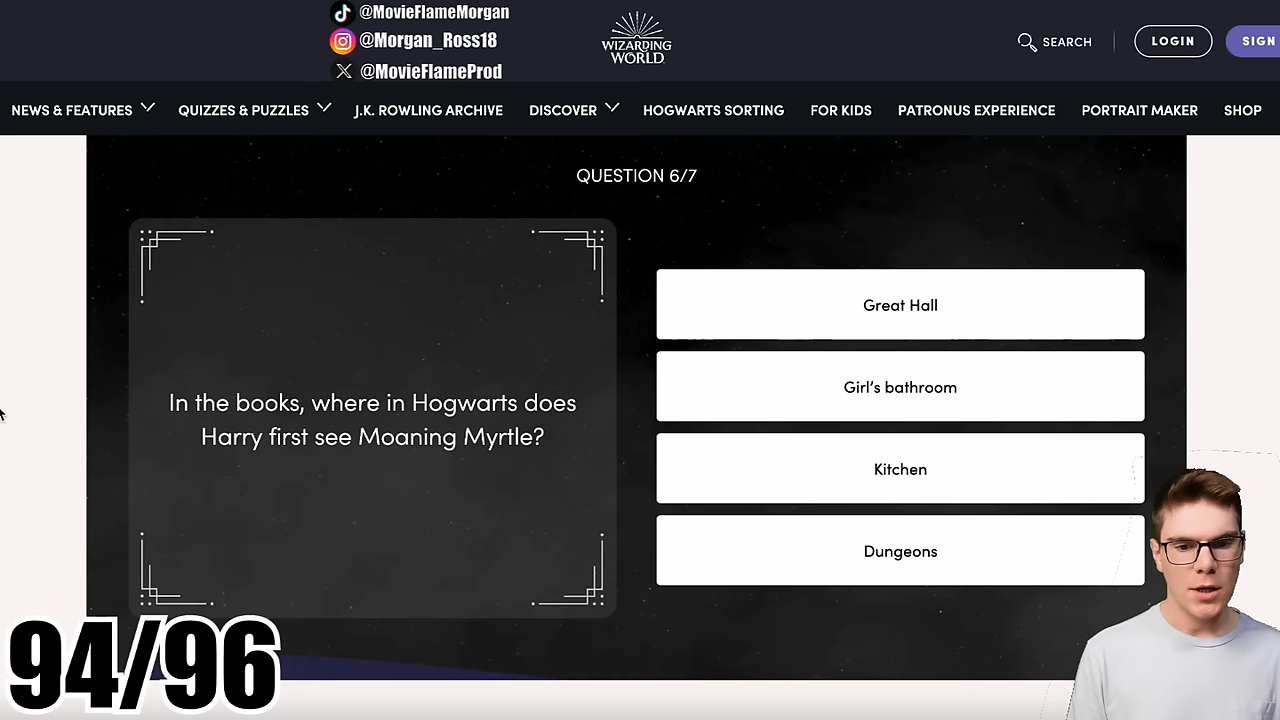 @MovieFlameMorgan
@Morgan_Ross18
@MovieFlameProd
WIZARDING
WORLD
SEARCH
LOGIN
SIGN
NEWS & FEATURES
QUIZZES & PUZZLES
J.K. ROWLING ARCHIVE
DISCOVER
HOGWARTS SORTING
FOR KIDS
PATRONUS EXPERIENCE
PORTRAIT MAKER
SHOP
QUESTION 6/7
In the books, where in Hogwarts does
Harry first see Moaning Myrtle?
Great Hall
Girl’s bathroom
Kitchen
Dungeons
94/96